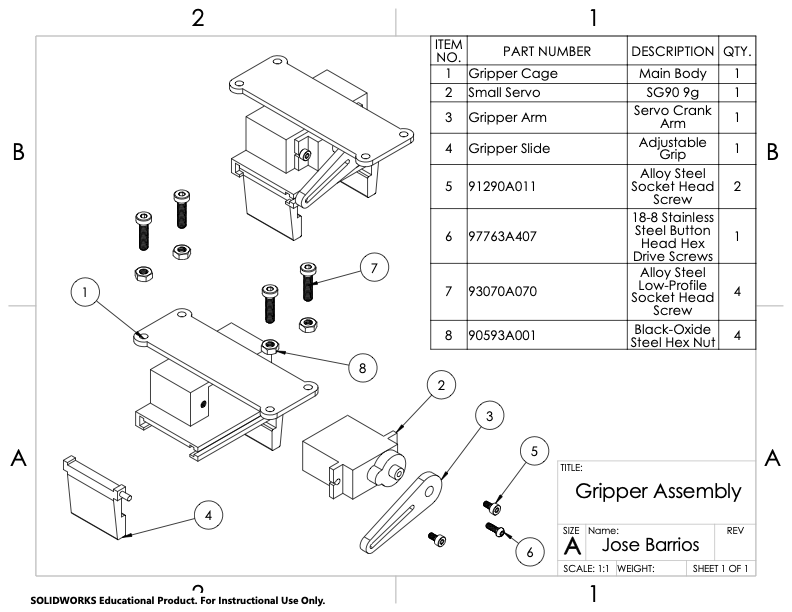 2 1
ITEM NO. PART NUMBER DESCRIPTION QTY.
1 Gripper Cage Main Body 1
2 Small Servo SG90 9g 1
3 Gripper Arm Servo Crank Arm 1
4 Gripper Slide Adjustable Grip 1
5 91290A011 Alloy Steel Socket Head Screw 2
6 97763A407 18-8 Stainless Steel Button Head Hex Drive Screws 1
7 93070A070 Alloy Steel Low-Profile Socket Head Screw 4
8 90593A001 Black-Oxide Steel Hex Nut 4
B B
7
1
8
2
3
5
4
6
A A
TITLE:
Gripper Assembly
SIZE Name: REV
A Jose Barrios
SCALE: 1:1 WEIGHT: SHEET 1 OF 1
2 1
SOLIDWORKS Educational Product. For Instructional Use Only.